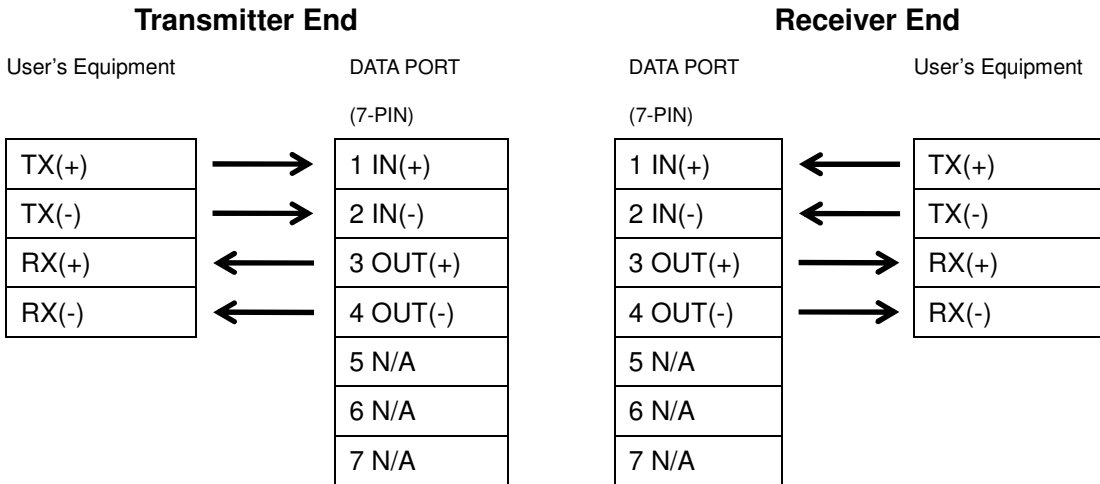 Transmitter End
Receiver End
User's Equipment
DATA PORT
DATA PORT
User's Equipment
(7-PIN)
(7-PIN)
TX(+)
1 IN(+)
1 IN(+)
TX(+)
TX(-)
2 IN(-)
2 IN(-)
TX(-)
RX(+)
3 OUT(+)
3 OUT(+)
RX(+)
RX(-)
4 OUT(-)
4 OUT(-)
RX(-)
5 N/A
5 N/A
6 N/A
6 N/A
7 N/A
7 N/A